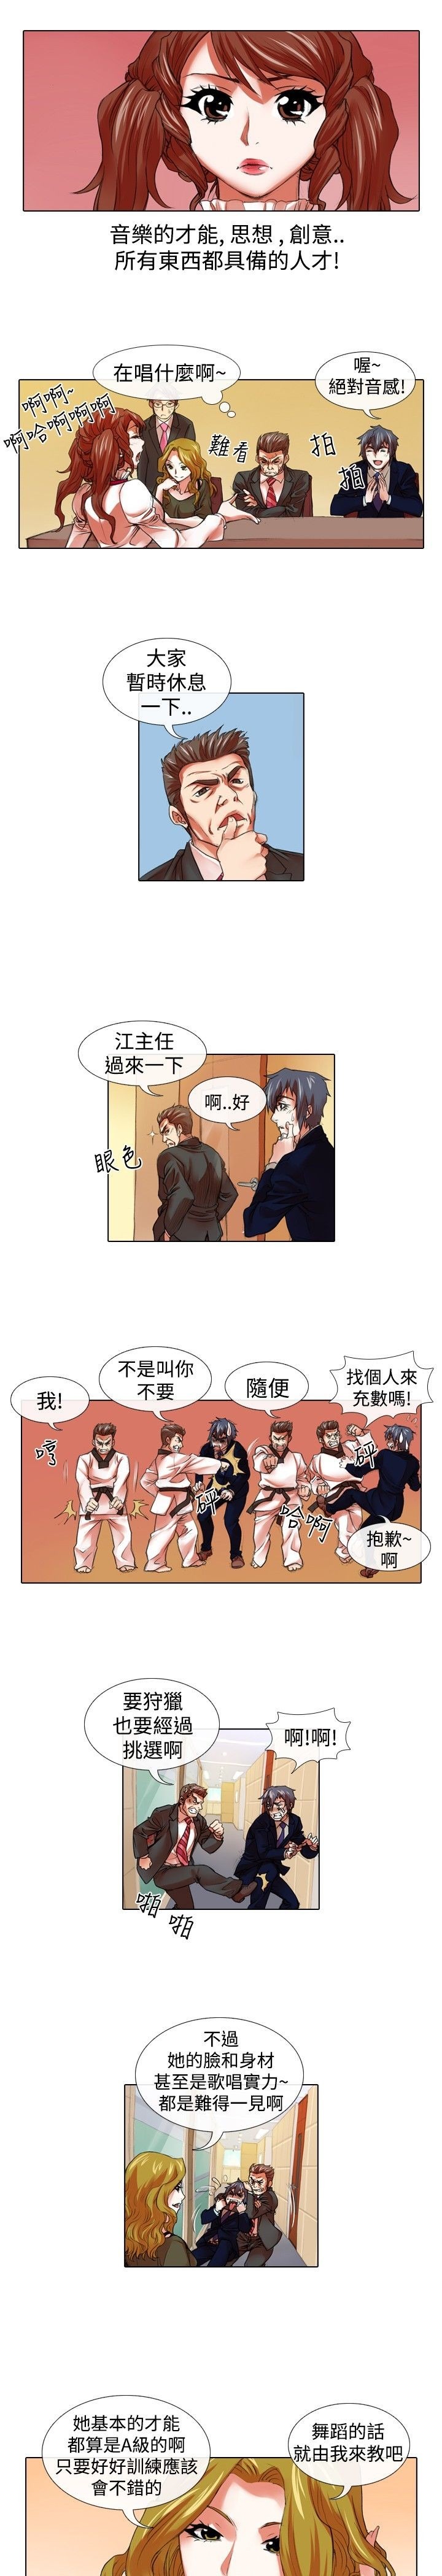 音樂的才能, 思想 , 創意..
所有東西都具備的人才!
在唱什麼啊~
喔~
絕對音感!
啊啊~
啊哈啊啊啊
難看
拍
拍
大家
暫時休息
一下..
江主任
過來一下
啊..好
眼色
我!
不是叫你
不要
隨便
找個人來
充數嗎!
哼
砰
哈啊
砰
抱歉~
啊
要狩獵
也要經過
挑選啊
啊!啊!
啪
啪
不過
她的臉和身材
甚至是歌唱實力~
都是難得一見啊
她基本的才能
都算是A級的啊
只要好好訓練應該
會不錯的
舞蹈的話
就由我來教吧